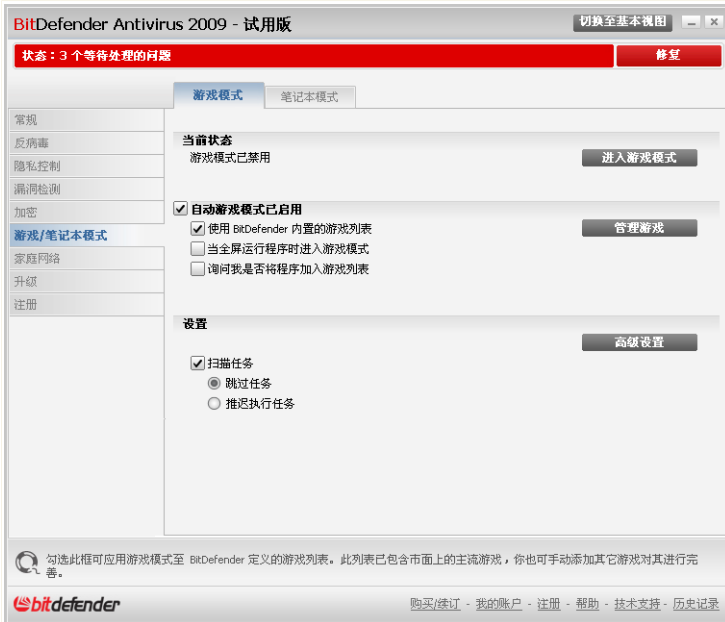 BitDefender Antivirus 2009 - 试用版
切换至基本视图
状态：3 个等待处理的问题
修复
游戏模式
笔记本模式
常规
反病毒
隐私控制
漏洞检测
加密
游戏/笔记本模式
家庭网络
升级
注册
当前状态
游戏模式已禁用
进入游戏模式
自动游戏模式已启用
使用 BitDefender 内置的游戏列表
管理游戏
当全屏运行程序时进入游戏模式
询问我是否将程序加入游戏列表
设置
高级设置
扫描任务
跳过任务
推迟执行任务
勾选此框可应用游戏模式至 BitDefender 定义的游戏列表。此列表已包含市面上的主流游戏，你也可手动添加其它游戏对其进行完
善。
bitdefender
购买/续订 - 我的账户 - 注册 - 帮助 - 技术支持 - 历史记录